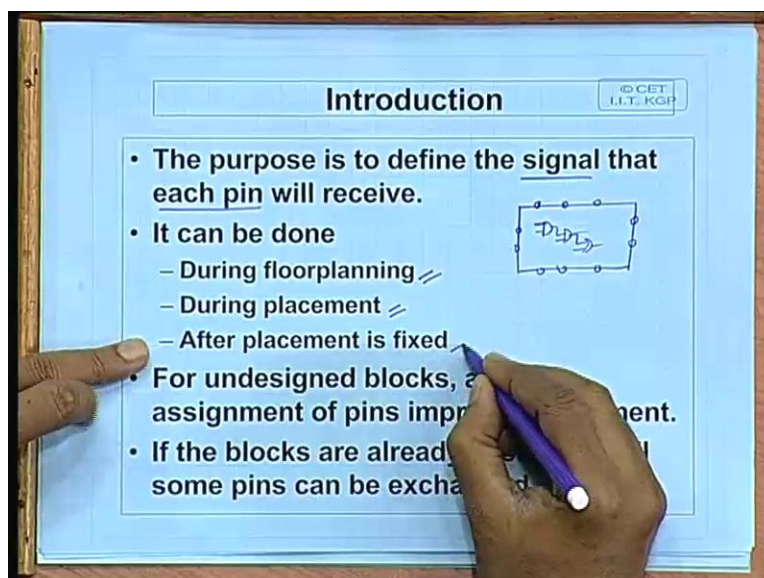 Introduction
© CET
I.I.T. KGP
• The purpose is to define the signal that
each pin will receive.
• It can be done
– During floorplanning
– During placement
– After placement is fixed
• For undesigned blocks, a
assignment of pins impr ment.
• If the blocks are already
some pins can be excha